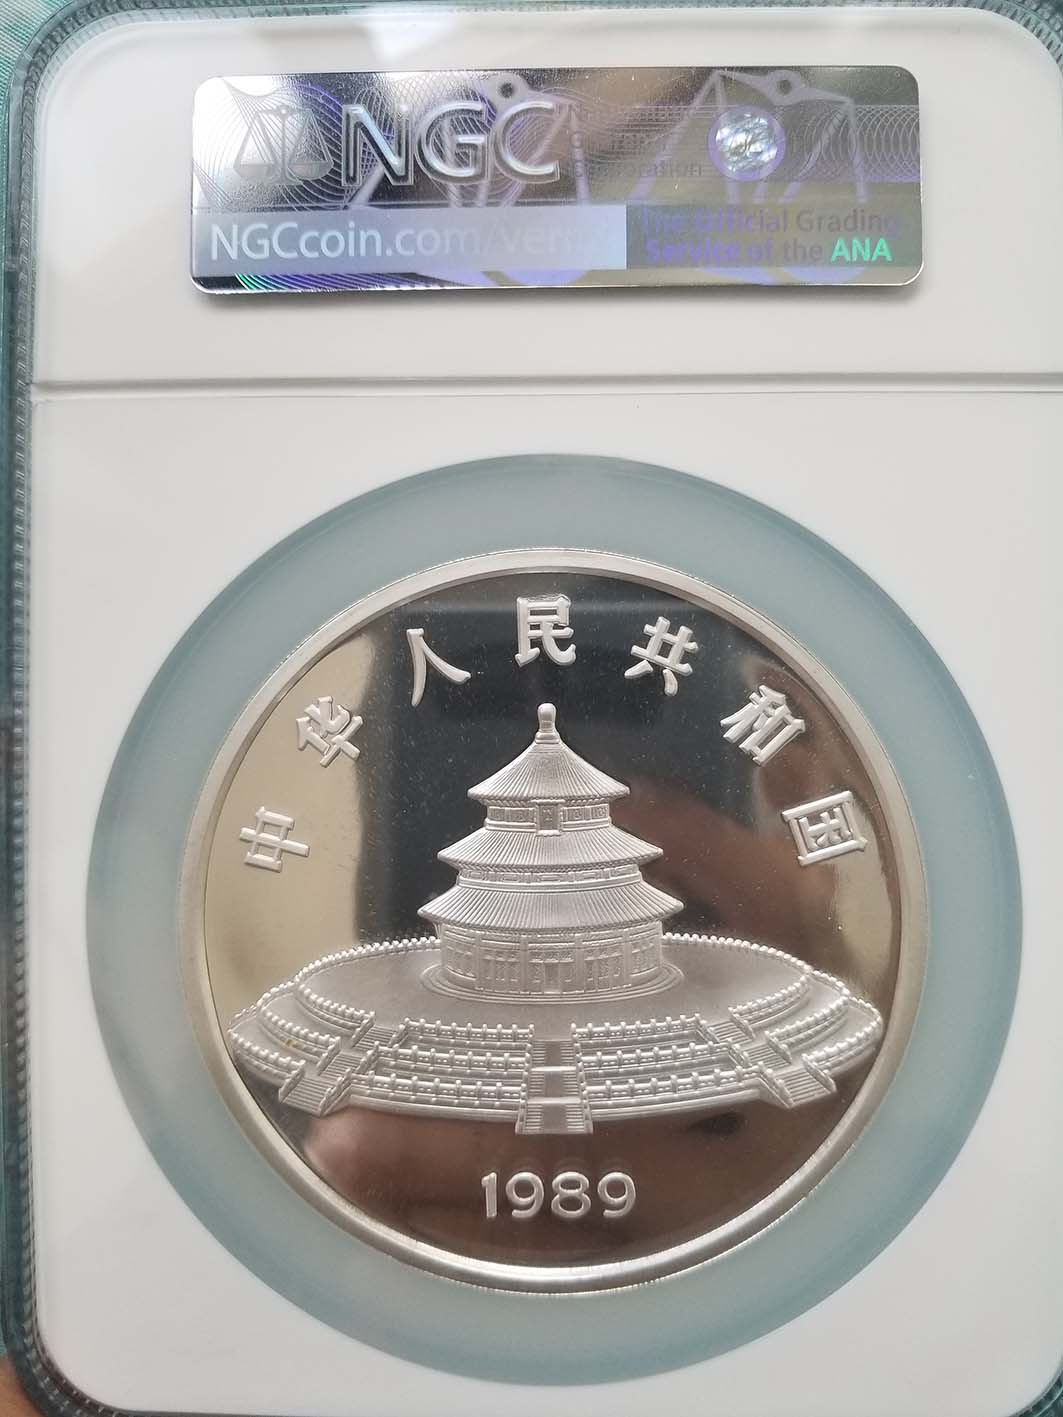 NGC
Corporation
NGCcoin.com/verify
The Official Grading
Service of the ANA
中华人民共和国
1989